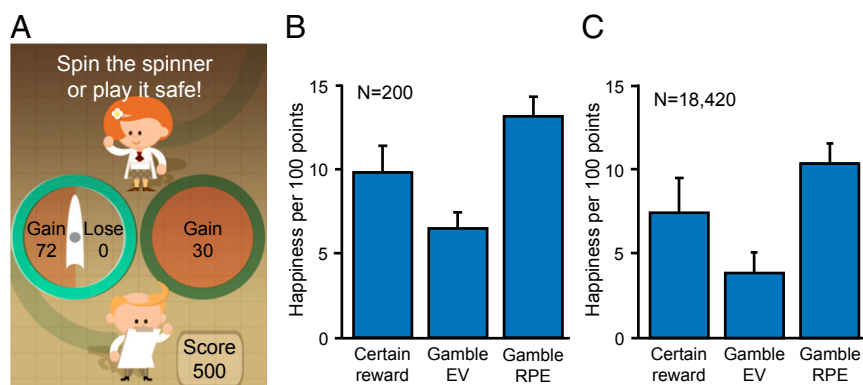 A
Spin the spinner
or play it safe!
Gain
72
Lose
0
Gain
30
Score
500
B
Happiness per 100 points
15
10
5
0
N=200
Certain
reward
Gamble
EV
Gamble
RPE
C
Happiness per 100 points
15
10
5
0
N=18,420
Certain
reward
Gamble
EV
Gamble
RPE